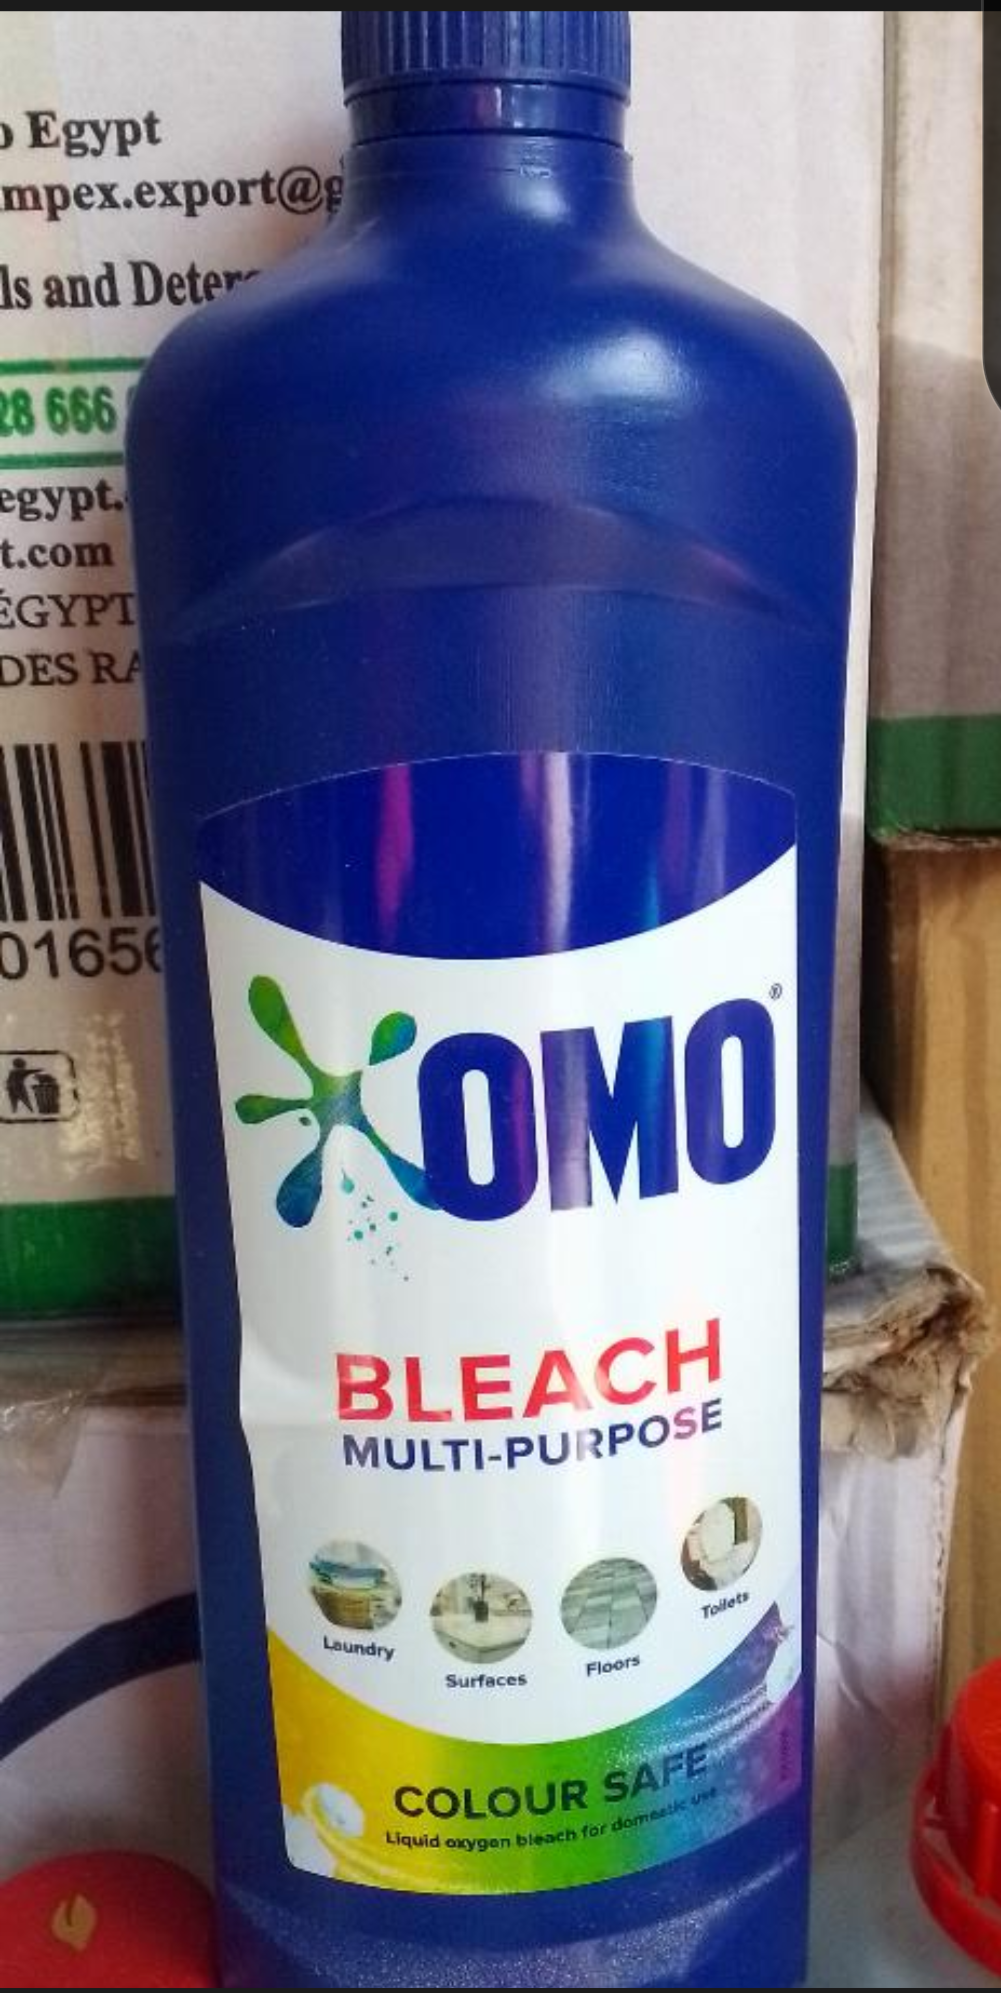 o Egypt
mpex.export@g
ls and Deter
28 666
egypt.
t.com
ÉGYPT
DES RA
0165
OMO®
BLEACH
MULTI-PURPOSE
Laundry
Surfaces
Floors
Toilets
COLOUR SAFE
Liquid oxygen bleach for domestic use